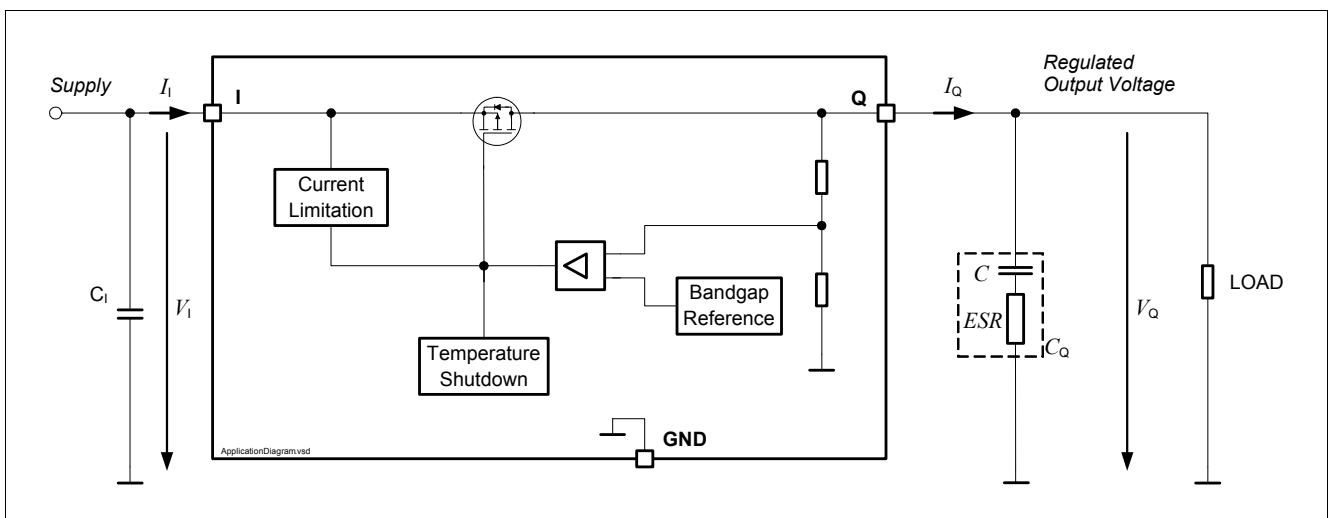 Supply
I_I
I
Q
I_Q
Regulated
Output Voltage
Current
Limitation
C_I
V_I
Bandgap
Reference
Temperature
Shutdown
C
ESR
C_Q
V_Q
LOAD
GND
ApplicationDiagram.vsd